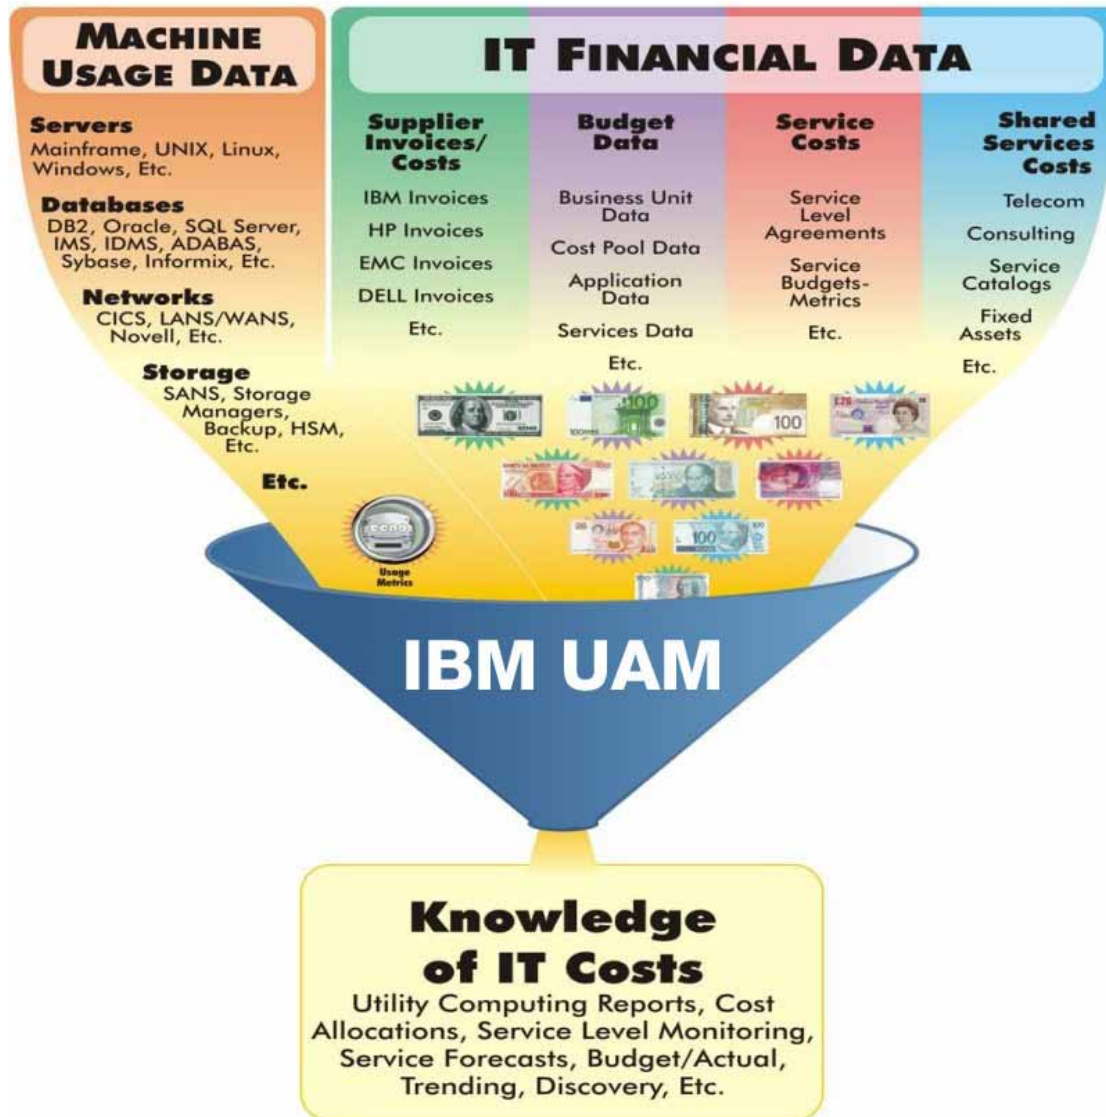 MACHINE
USAGE DATA
Servers
Mainframe, UNIX, Linux,
Windows, Etc.
Databases
DB2, Oracle, SQL Server,
IMS, IDMS, ADABAS,
Sybase, Informix, Etc.
Networks
CICS, LANS/WANS,
Novell, Etc.
Storage
SANS, Storage
Managers,
Backup, HSM,
Etc.
Etc.
Usage
Metrics
IT FINANCIAL DATA
Supplier
Invoices/
Costs
IBM Invoices
HP Invoices
EMC Invoices
DELL Invoices
Etc.
Budget
Data
Business Unit
Data
Cost Pool Data
Application
Data
Services Data
Etc.
Service
Costs
Service
Level
Agreements
Service
Budgets-
Metrics
Etc.
Shared
Services
Costs
Telecom
Consulting
Service
Catalogs
Fixed
Assets
Etc.
100
100
£20
100
IBM UAM
Knowledge
of IT Costs
Utility Computing Reports, Cost
Allocations, Service Level Monitoring,
Service Forecasts, Budget/Actual,
Trending, Discovery, Etc.